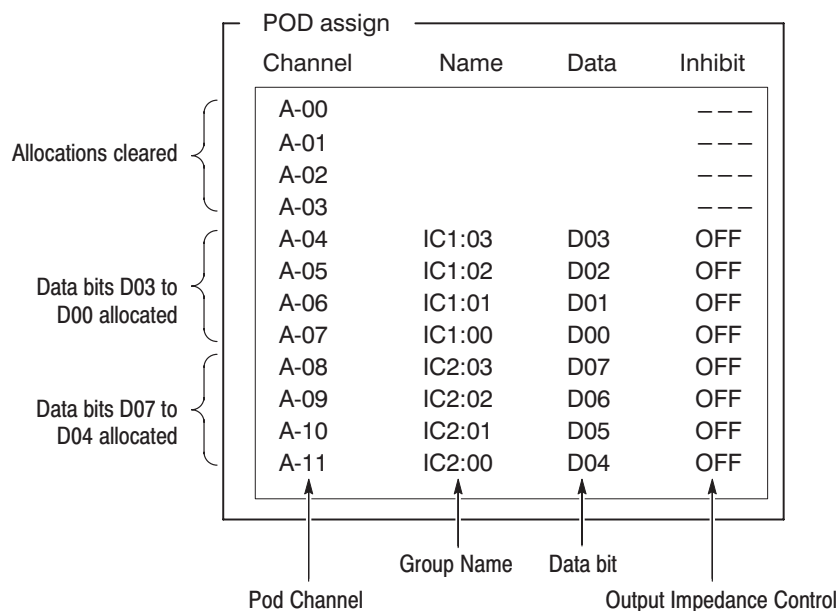 POD assign
Channel Name Data Inhibit
A-00 – – –
A-01 – – –
A-02 – – –
A-03 – – –
Allocations cleared
A-04 IC1:03 D03 OFF
A-05 IC1:02 D02 OFF
A-06 IC1:01 D01 OFF
A-07 IC1:00 D00 OFF
Data bits D03 to
D00 allocated
A-08 IC2:03 D07 OFF
A-09 IC2:02 D06 OFF
A-10 IC2:01 D05 OFF
A-11 IC2:00 D04 OFF
Data bits D07 to
D04 allocated
Group Name Data bit
Pod Channel Output Impedance Control